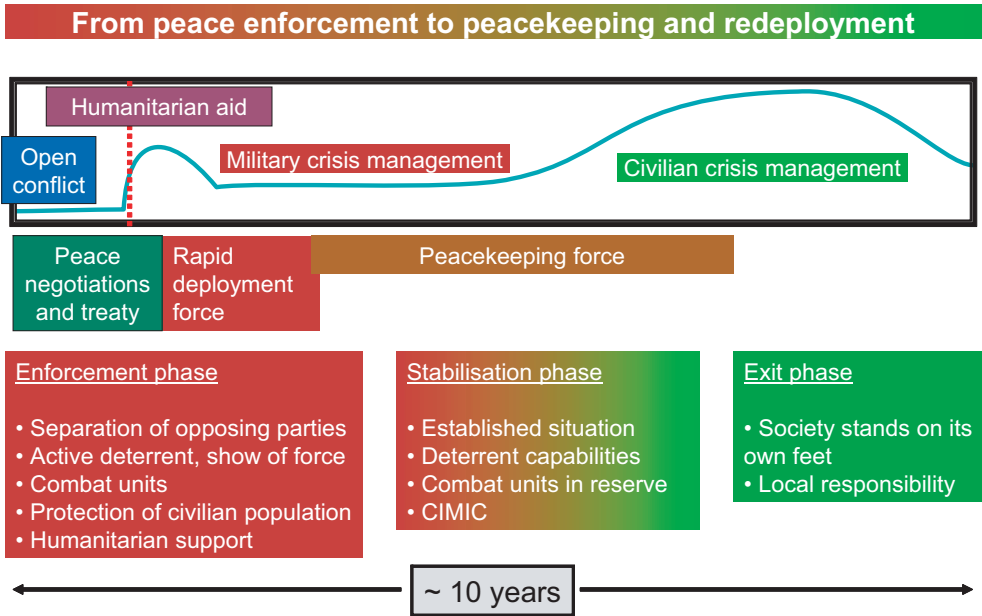 From peace enforcement to peacekeeping and redeployment
Humanitarian aid
Open
conflict
Military crisis management
Civilian crisis management
Peace
negotiations
and treaty
Rapid
deployment
force
Peacekeeping force
Enforcement phase
• Separation of opposing parties
• Active deterrent, show of force
• Combat units
• Protection of civilian population
• Humanitarian support
Stabilisation phase
• Established situation
• Deterrent capabilities
• Combat units in reserve
• CIMIC
Exit phase
• Society stands on its
own feet
• Local responsibility
~ 10 years